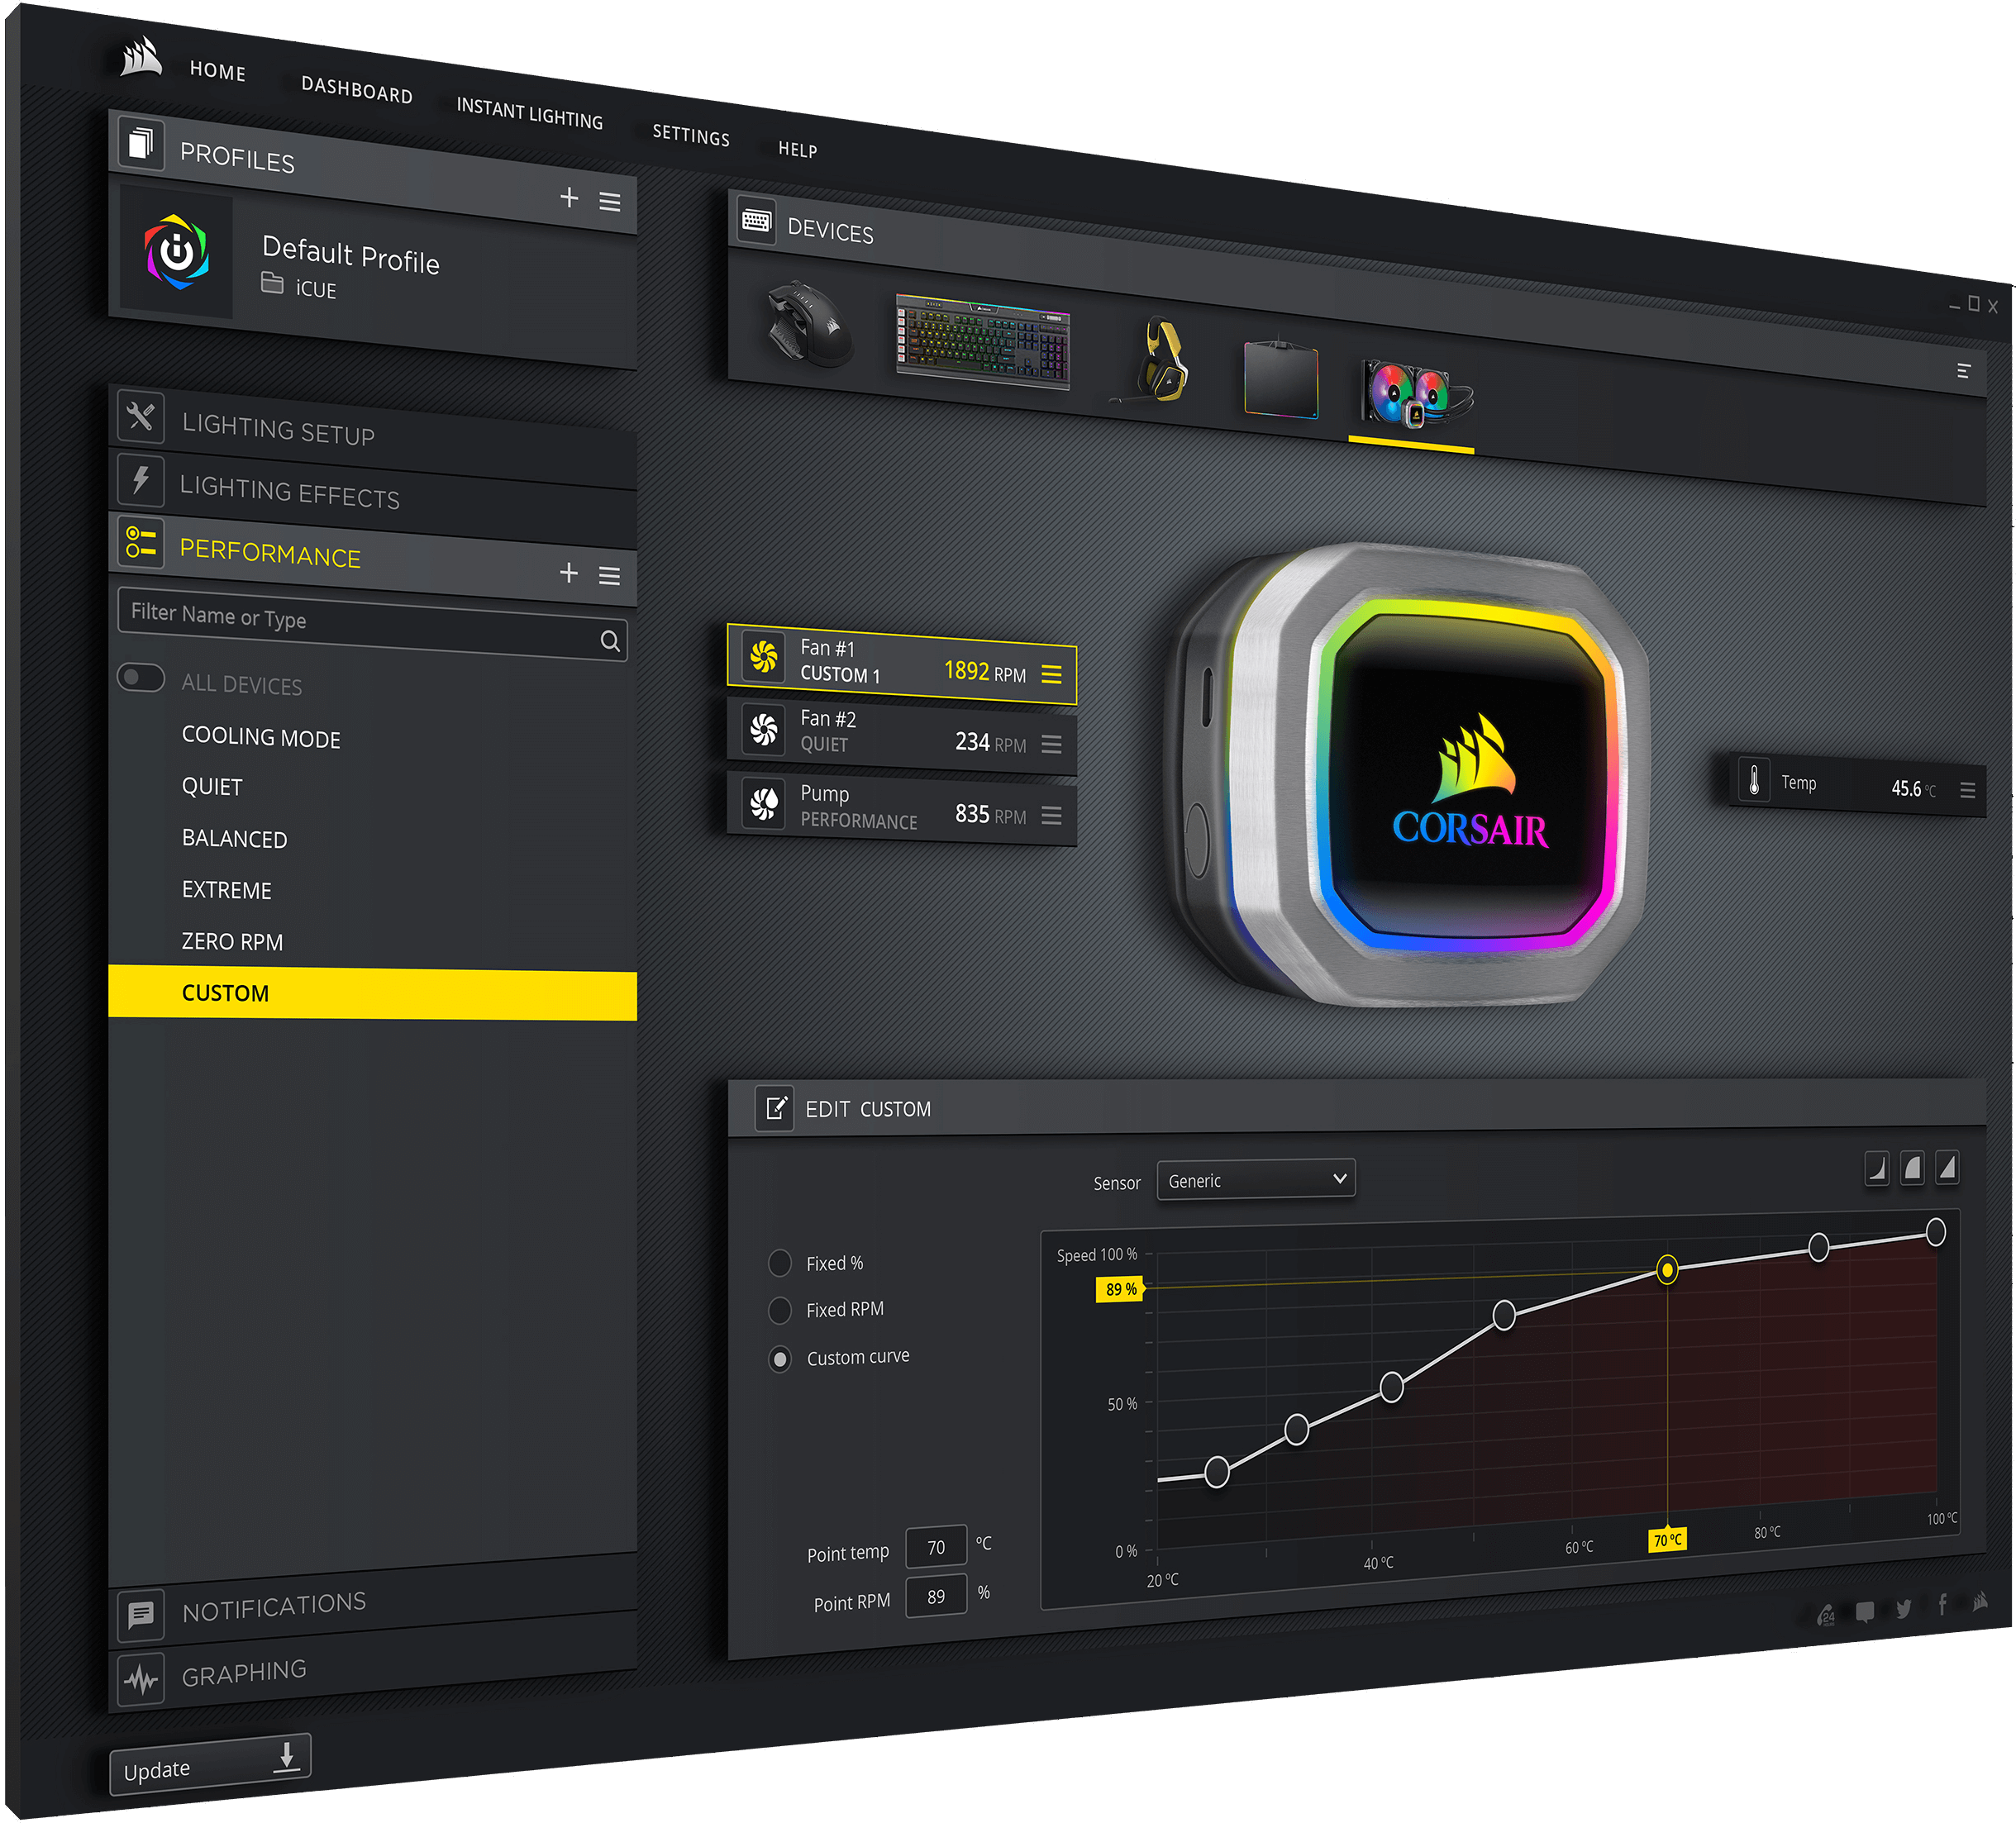 HOME
DASHBOARD
INSTANT LIGHTING
SETTINGS
HELP
PROFILES
Default Profile
iCUE
LIGHTING SETUP
LIGHTING EFFECTS
PERFORMANCE
Filter Name or Type
ALL DEVICES
COOLING MODE
QUIET
BALANCED
EXTREME
ZERO RPM
CUSTOM
NOTIFICATIONS
GRAPHING
Update
DEVICES
Fan #1
CUSTOM 1
1892 RPM
Fan #2
QUIET
234 RPM
Pump
PERFORMANCE
835 RPM
CORSAIR
Temp
45.6 °C
EDIT CUSTOM
Sensor
Generic
Fixed %
Fixed RPM
Custom curve
Point temp
70 °C
Point RPM
89 %
Speed 100 %
89 %
50 %
0 %
20 °C
40 °C
60 °C
70 °C
80 °C
100 °C
24